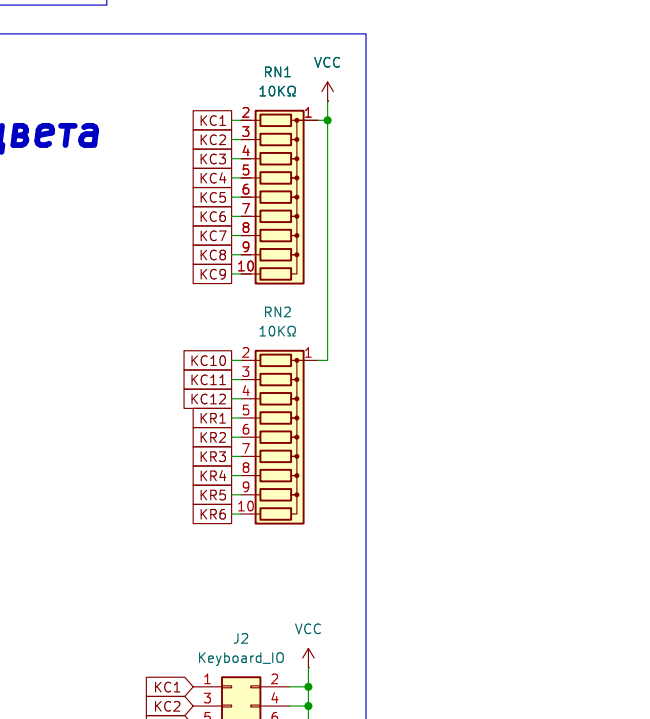 VCC
RN1
10KΩ
KC1 2 1
KC2 3
KC3 4
KC4 5
KC5 6
KC6 7
KC7 8
KC8 9
KC9 10
RN2
10KΩ
KC10 2 1
KC11 3
KC12 4
KR1 5
KR2 6
KR3 7
KR4 8
KR5 9
KR6 10
VCC
J2
Keyboard_IO
KC1 1 2
KC2 3 4
5 6